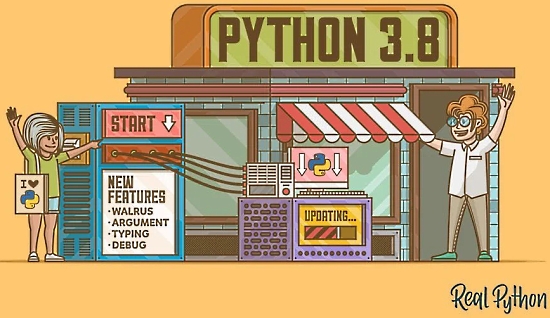 PYTHON 3.8
START
NEW
FEATURES
· WALRUS
· ARGUMENT
· TYPING
· DEBUG
I ♥
UPDATING...
Real Python